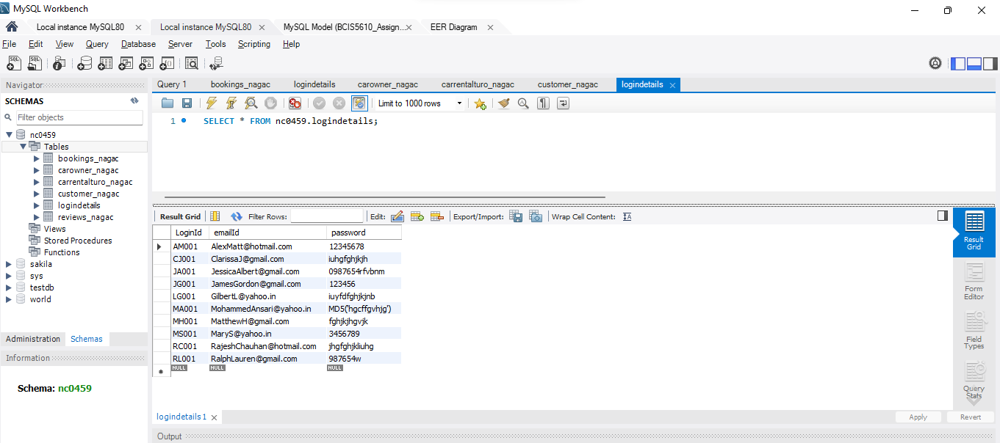 MySQL Workbench
Local instance MySQL80 Local instance MySQL80 MySQL Model (BCIS5610_Assign... EER Diagram
File Edit View Query Database Server Tools Scripting Help
Navigator
SCHEMAS
Filter objects
nc0459
Tables
bookings_nagac
carowner_nagac
carrentalturo_nagac
customer_nagac
logindetails
reviews_nagac
Views
Stored Procedures
Functions
sakila
sys
testdb
world
Administration Schemas
Information
Schema: nc0459
Query 1 bookings_nagac logindetails carowner_nagac carrentalturo_nagac customer_nagac logindetails
Limit to 1000 rows
1 SELECT * FROM nc0459.logindetails;
Result Grid Filter Rows: Edit: Export/Import: Wrap Cell Content:
LoginId emailId password
AM001 AlexMatt@hotmail.com 12345678
CJ001 ClarissaJ@gmail.com iuhgfghjkjh
JA001 JessicaAlbert@gmail.com 0987654rfvbnm
JG001 JamesGordon@gmail.com 123456
LG001 GilbertL@yahoo.in iuyfdfghjkjnb
MA001 MohammedAnsari@yahoo.in MD5('hgcffgvhjg')
MH001 MatthewH@gmail.com fghjkjhgvjk
MS001 MaryS@yahoo.in 3456789
RC001 RajeshChauhan@hotmail.com jhgfghjkliuhg
RL001 RalphLauren@gmail.com 987654w
NULL NULL NULL
Result
Grid
Form
Editor
Field
Types
Query
Stats
logindetails 1
Apply Revert
Output